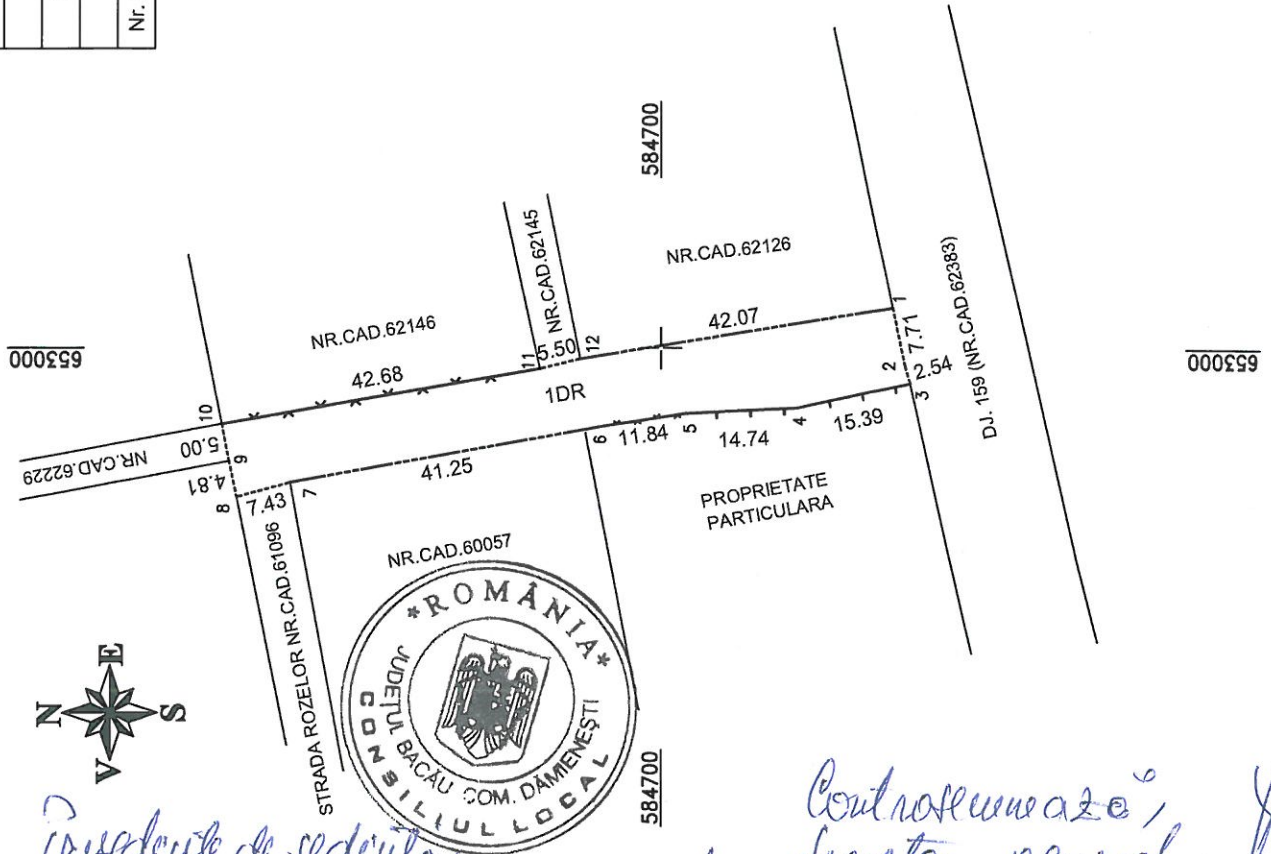 Nr.
584700
653000
NR.CAD.62229
5.00
10
9
4.81
8
7.43
7
STRADA ROZELOR NR.CAD.61096
NR.CAD.62146
42.68
11
5.50
12
NR.CAD.62145
NR.CAD.62126
42.07
1DR
41.25
NR.CAD.60057
6
11.84
5
14.74
4
15.39
3
2.54
2
7.71
1
PROPRIETATE
PARTICULARA
DJ. 159 (NR.CAD.62383)
653000
N
V
E
S
*ROMÂNIA*
JUDEȚUL BACĂU COM. DĂMIENEȘTI
CONSILIUL LOCAL
584700
Contrasemnează,
de ședință